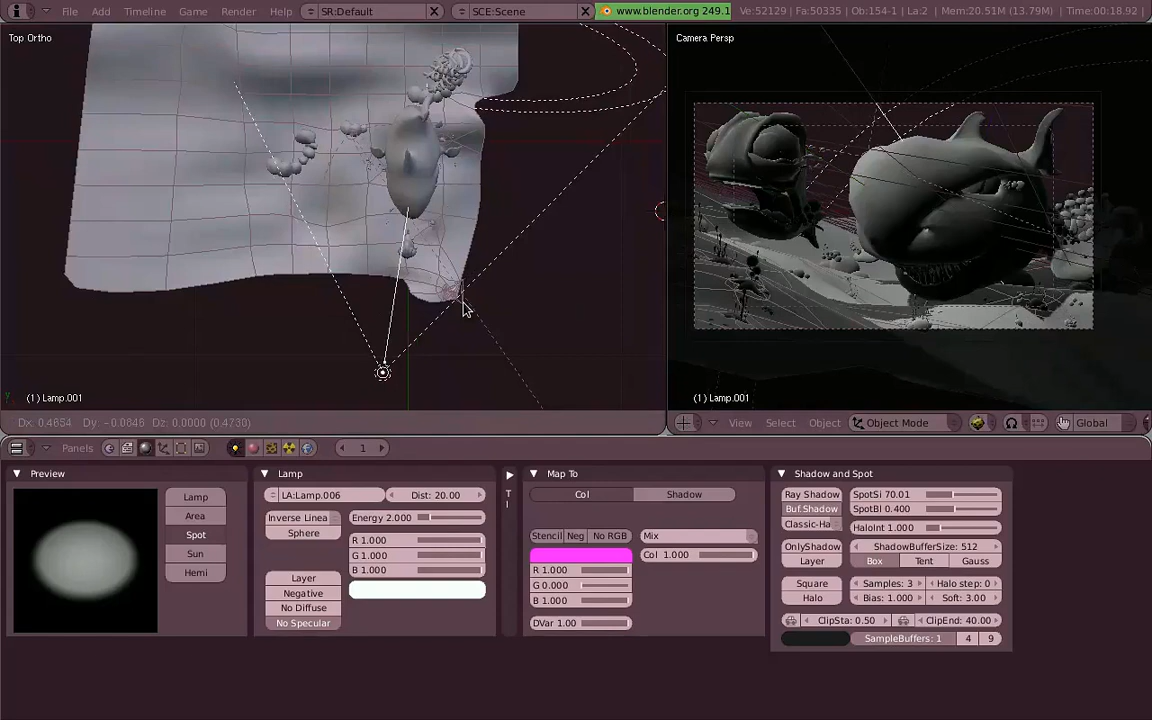 File Add Timeline Game Render Help SR:Default SCE:Scene www.blender.org 249.1 Ve:52129 | Fa:50335 | Ob:154-1 | La:2 | Mem:20.51M (13.79M) | Time:00:18.92 |
Top Ortho
Camera Persp
(1) Lamp.001
(1) Lamp.001
Dx: 0.4654 Dy: -0.0846 Dz: 0.0000 (0.4730)
View Select Object Object Mode Global
Panels 1
Preview
Lamp
Area
Spot
Sun
Hemi
Lamp
LA:Lamp.006 Dist: 20.00
Inverse Linea Energy 2.000
Sphere
R 1.000
G 1.000
B 1.000
Layer
Negative
No Diffuse
No Specular
T
Map To
Col Shadow
Stencil Neg No RGB Mix
Col 1.000
R 1.000
G 0.000
B 1.000
DVar 1.00
Shadow and Spot
Ray Shadow SpotSi 70.01
Buf.Shadow SpotBl 0.400
Classic-Ha HaloInt 1.000
OnlyShadow ShadowBufferSize: 512
Layer Box Tent Gauss
Square Samples: 3 Halo step: 0
Halo Bias: 1.000 Soft: 3.00
ClipSta: 0.50 ClipEnd: 40.00
SampleBuffers: 1 4 9